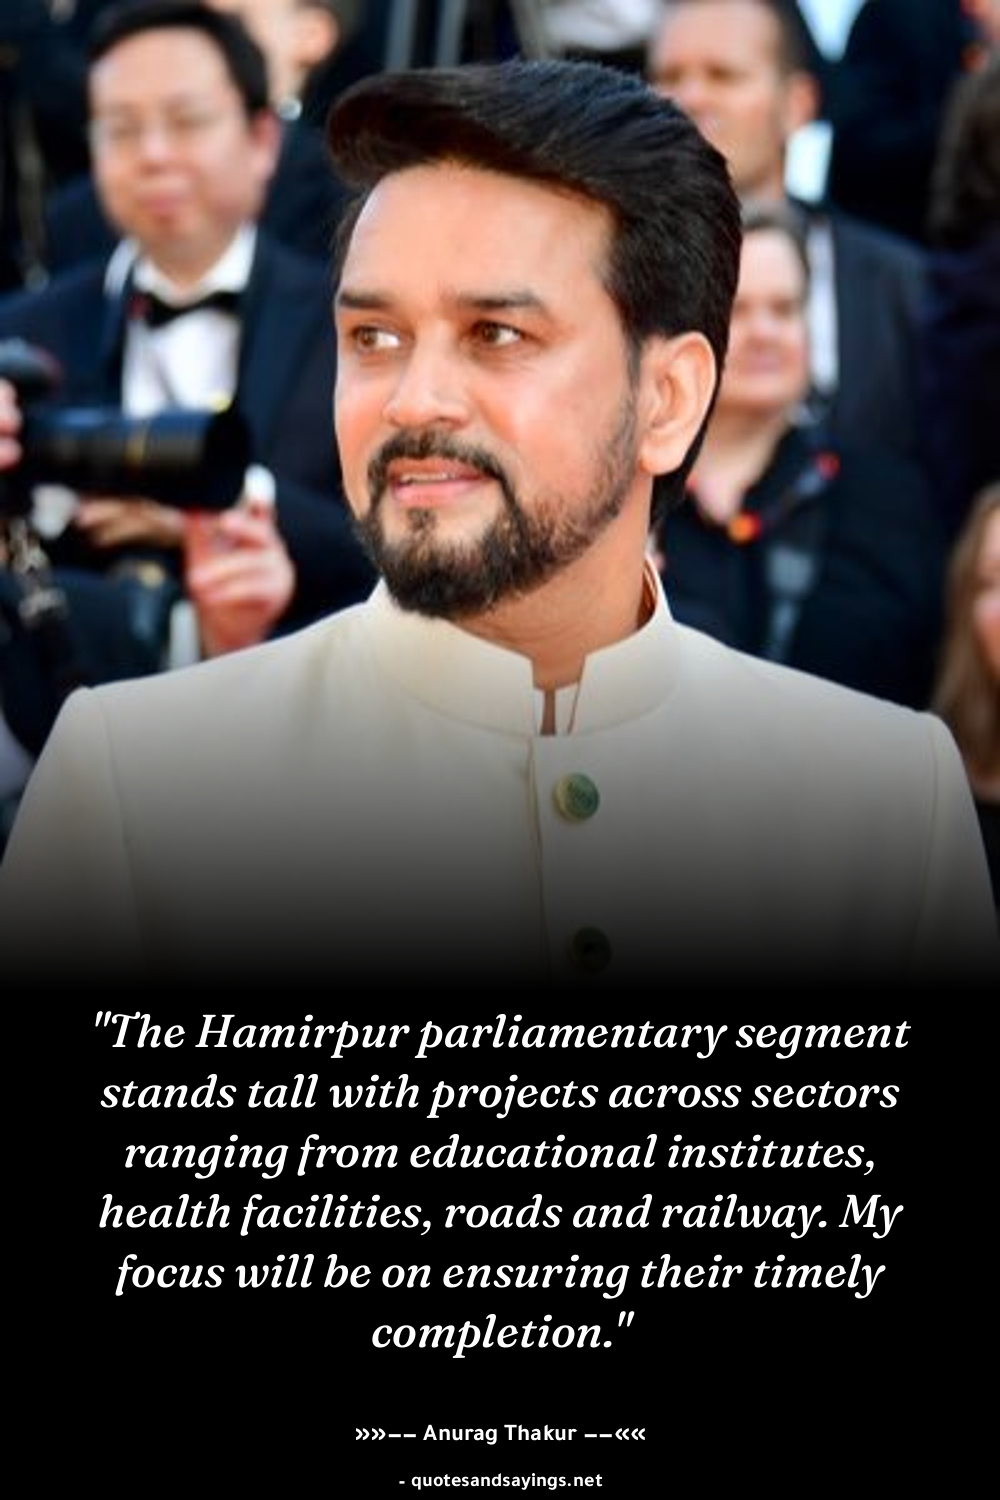 "The Hamirpur parliamentary segment
stands tall with projects across sectors
ranging from educational institutes,
health facilities, roads and railway. My
focus will be on ensuring their timely
completion."
»»–– Anurag Thakur ––««
- quotesandsayings.net